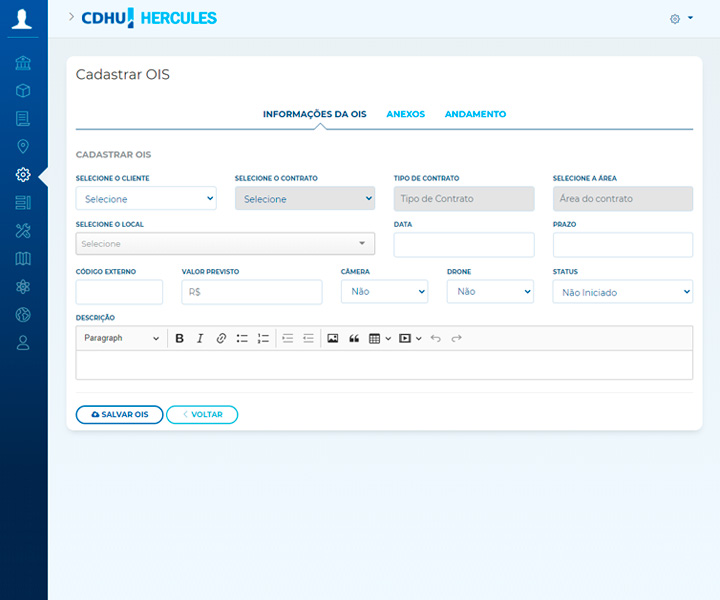 CDHU HERCULES
Cadastrar OIS
INFORMAÇÕES DA OIS ANEXOS ANDAMENTO
CADASTRAR OIS
SELECIONE O CLIENTE SELECIONE O CONTRATO TIPO DE CONTRATO SELECIONE A ÁREA
Selecione Selecione Tipo de Contrato Área do contrato
SELECIONE O LOCAL DATA PRAZO
Selecione
CÓDIGO EXTERNO VALOR PREVISTO CÂMERA DRONE STATUS
R$ Não Não Não Iniciado
DESCRIÇÃO
Paragraph B I
SALVAR OIS VOLTAR